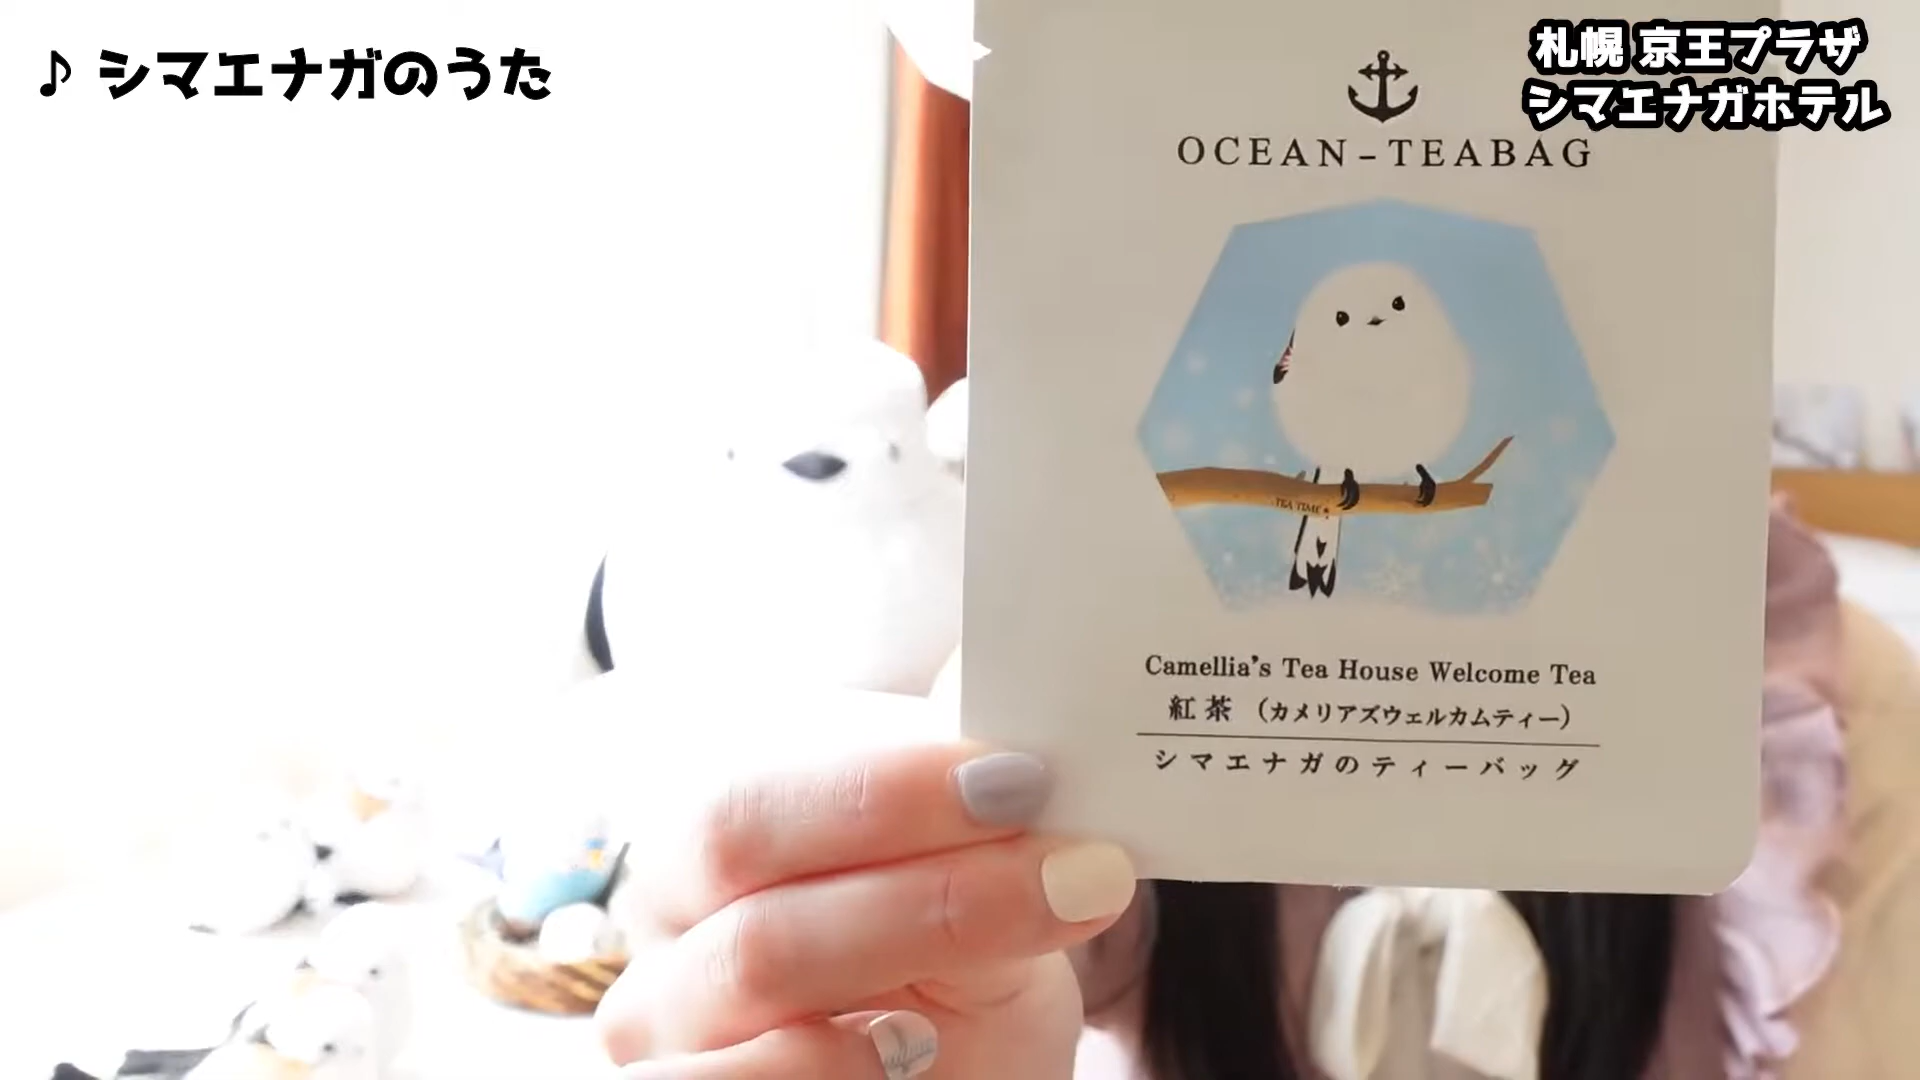 ♪ シマエナガのうた
札幌 京王プラザ
シマエナガホテル
OCEAN-TEABAG
TEA TIME
Camellia's Tea House Welcome Tea
紅茶 (カメリアズウェルカムティー)
シマエナガのティーバッグ